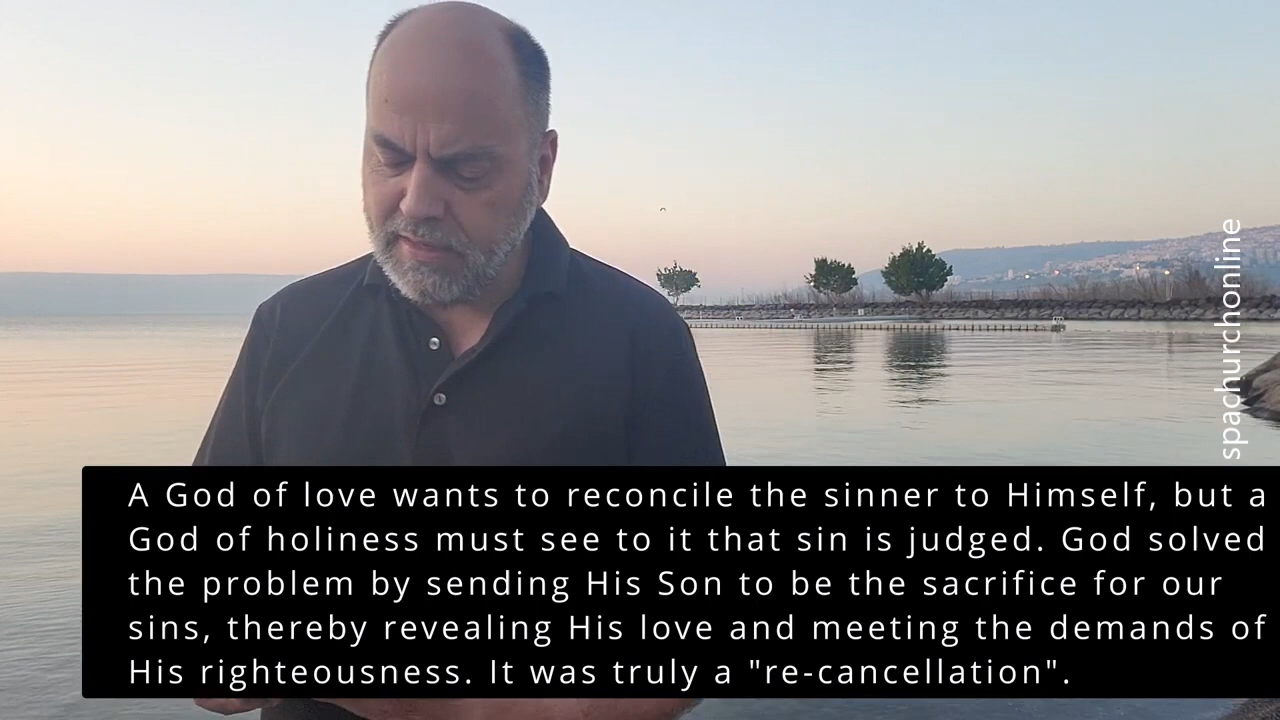 A God of love wants to reconcile the sinner to Himself, but a
God of holiness must see to it that sin is judged. God solved
the problem by sending His Son to be the sacrifice for our
sins, thereby revealing His love and meeting the demands of
His righteousness. It was truly a "re-cancellation".
spachurchonline